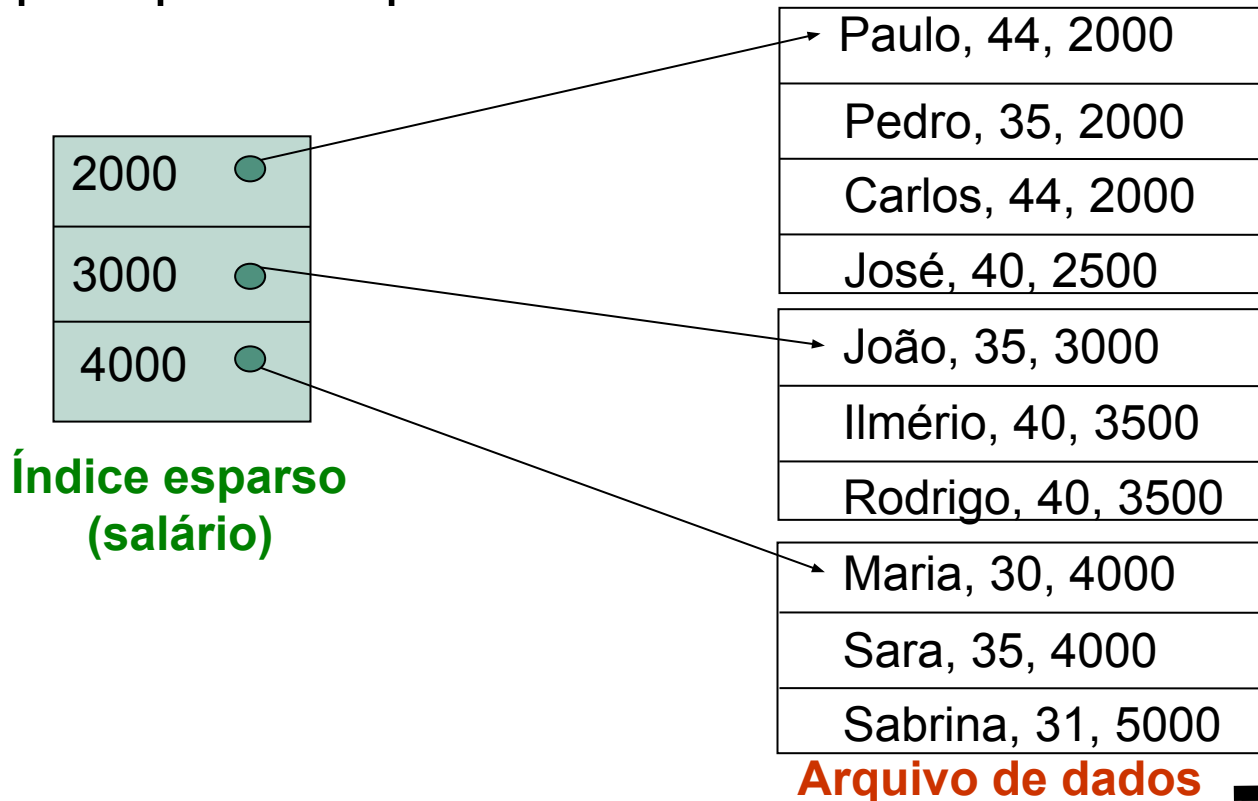 2000
3000
4000
Índice esparso
(salário)
Paulo, 44, 2000
Pedro, 35, 2000
Carlos, 44, 2000
José, 40, 2500
João, 35, 3000
Ilmério, 40, 3500
Rodrigo, 40, 3500
Maria, 30, 4000
Sara, 35, 4000
Sabrina, 31, 5000
Arquivo de dados